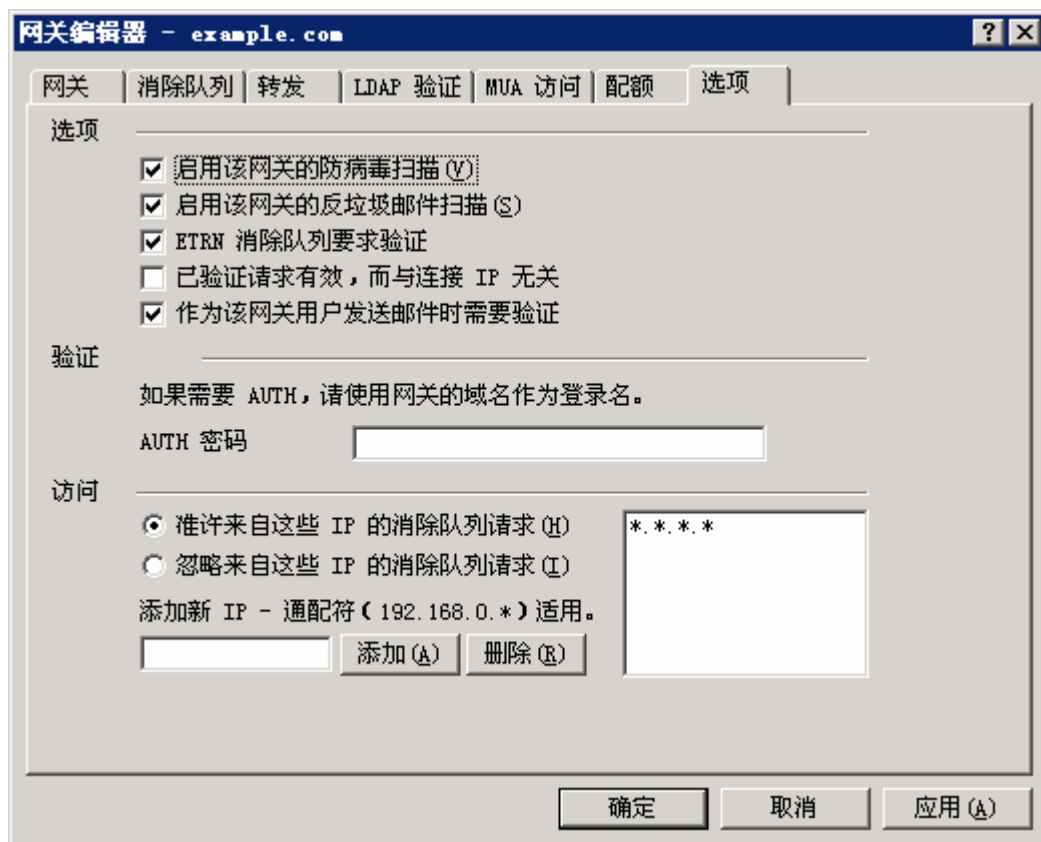 网关编辑器 - example.com
网关 消除队列 转发 LDAP 验证 MUA 访问 配额 选项
选项
启用该网关的防病毒扫描(V)
启用该网关的反垃圾邮件扫描(S)
ETRN 消除队列要求验证
已验证请求有效，而与连接 IP 无关
作为该网关用户发送邮件时需要验证
验证
如果需要 AUTH，请使用网关的域名作为登录名。
AUTH 密码
访问
准许来自这些 IP 的消除队列请求(H)
*.*.*.*
忽略来自这些 IP 的消除队列请求(I)
添加新 IP - 通配符(192.168.0.*)适用。
添加(A) 删除(R)
确定 取消 应用(A)